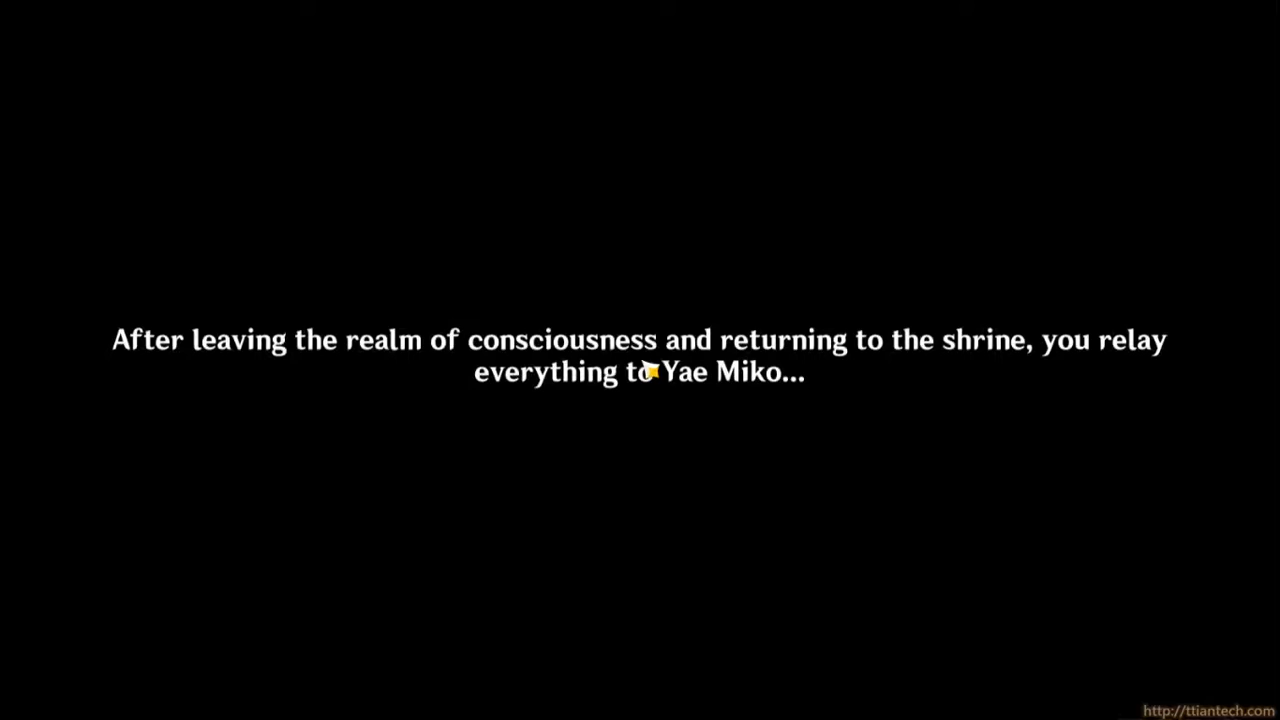 After leaving the realm of consciousness and returning to the shrine, you relay
everything to Yae Miko...
http://ttiantech.com